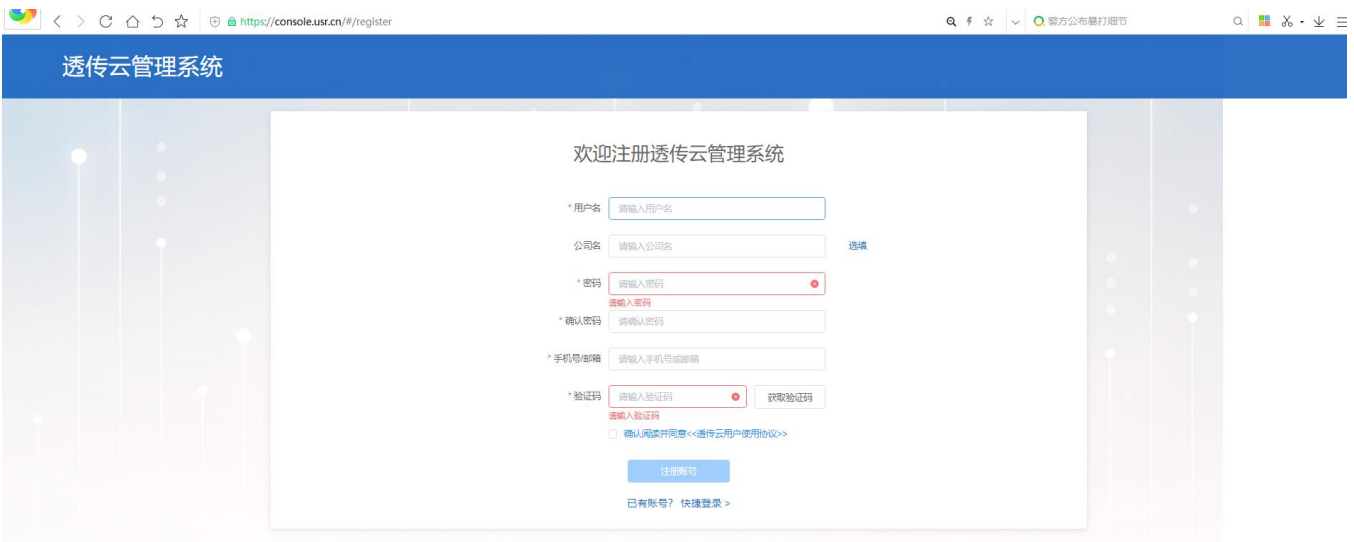 https://console.usr.cn/#/register
警方公布暴打细节
透传云管理系统
欢迎注册透传云管理系统
* 用户名 请输入用户名
公司名 请输入公司名 选填
* 密码 请输入密码
请输入密码
* 确认密码 请确认密码
* 手机号/邮箱 请输入手机号或邮箱
* 验证码 请输入验证码 获取验证码
请输入验证码
确认阅读并同意<<透传云用户使用协议>>
注册账号
已有账号? 快捷登录 >